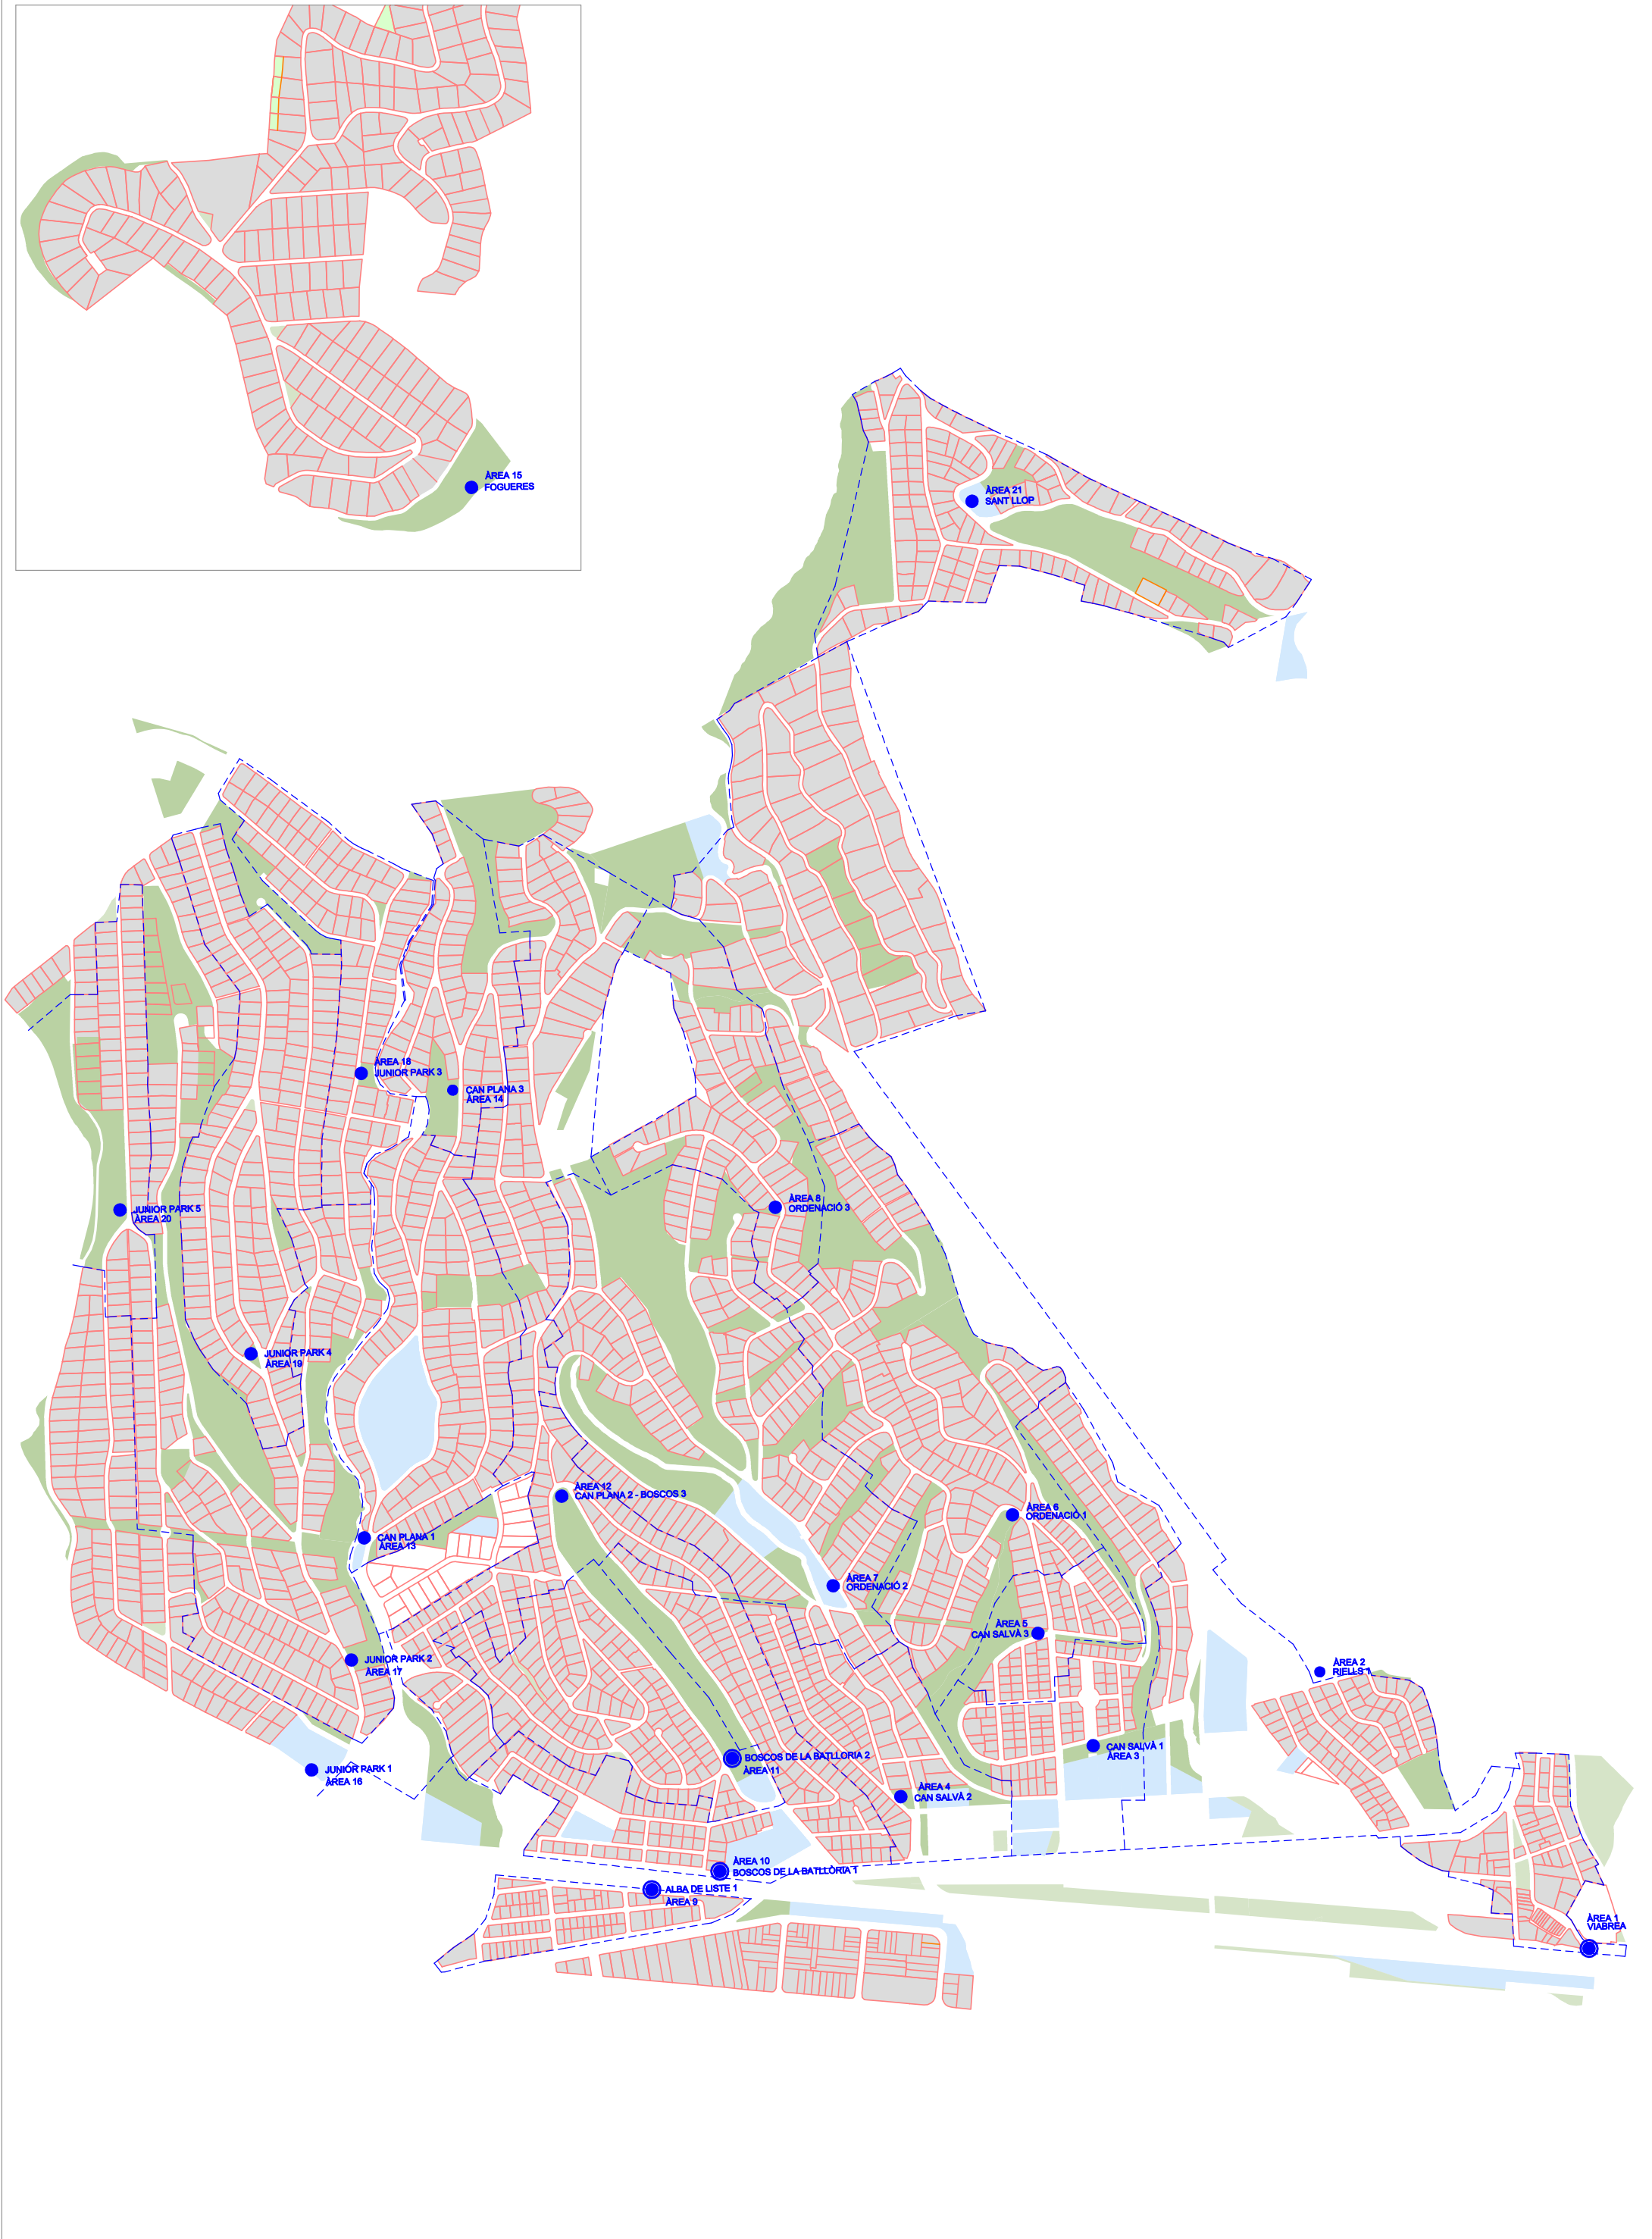 ÀREA 15
FOGUERES
ÀREA 21
SANT LLOP
ÀREA 18
JUNIOR PARK 3
CAN PLANA 3
ÀREA 14
ÀREA 8
ORDENACIÓ 3
JUNIOR PARK 5
ÀREA 20
JUNIOR PARK 4
ÀREA 19
ÀREA 12
CAN PLANA 2 - BOSCOS 3
ÀREA 6
ORDENACIÓ 1
CAN PLANA 1
ÀREA 13
ÀREA 7
ORDENACIÓ 2
ÀREA 5
CAN SALVÀ 3
JUNIOR PARK 2
ÀREA 17
ÀREA 2
RIELLS 1
CAN SALVÀ 1
ÀREA 3
BOSCOS DE LA BATLLORIA 2
ÀREA 11
JUNIOR PARK 1
ÀREA 16
ÀREA 4
CAN SALVÀ 2
ÀREA 10
BOSCOS DE LA BATLLÒRIA 1
ALBA DE LISTE 1
ÀREA 9
ÀREA 1
VIABREA